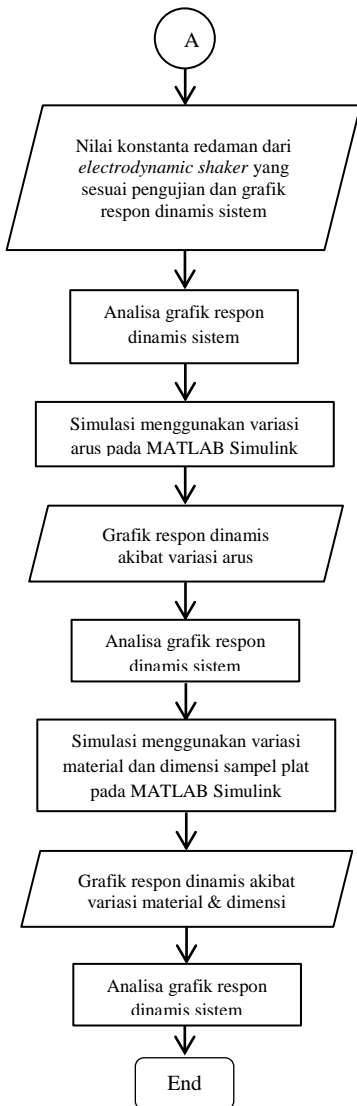 A
Nilai konstanta redaman dari
electrodynamic shaker yang
sesuai pengujian dan grafik
respon dinamis sistem
Analisa grafik respon
dinamis sistem
Simulasi menggunakan variasi
arus pada MATLAB Simulink
Grafik respon dinamis
akibat variasi arus
Analisa grafik respon
dinamis sistem
Simulasi menggunakan variasi
material dan dimensi sampel plat
pada MATLAB Simulink
Grafik respon dinamis akibat
variasi material & dimensi
Analisa grafik respon
dinamis sistem
End